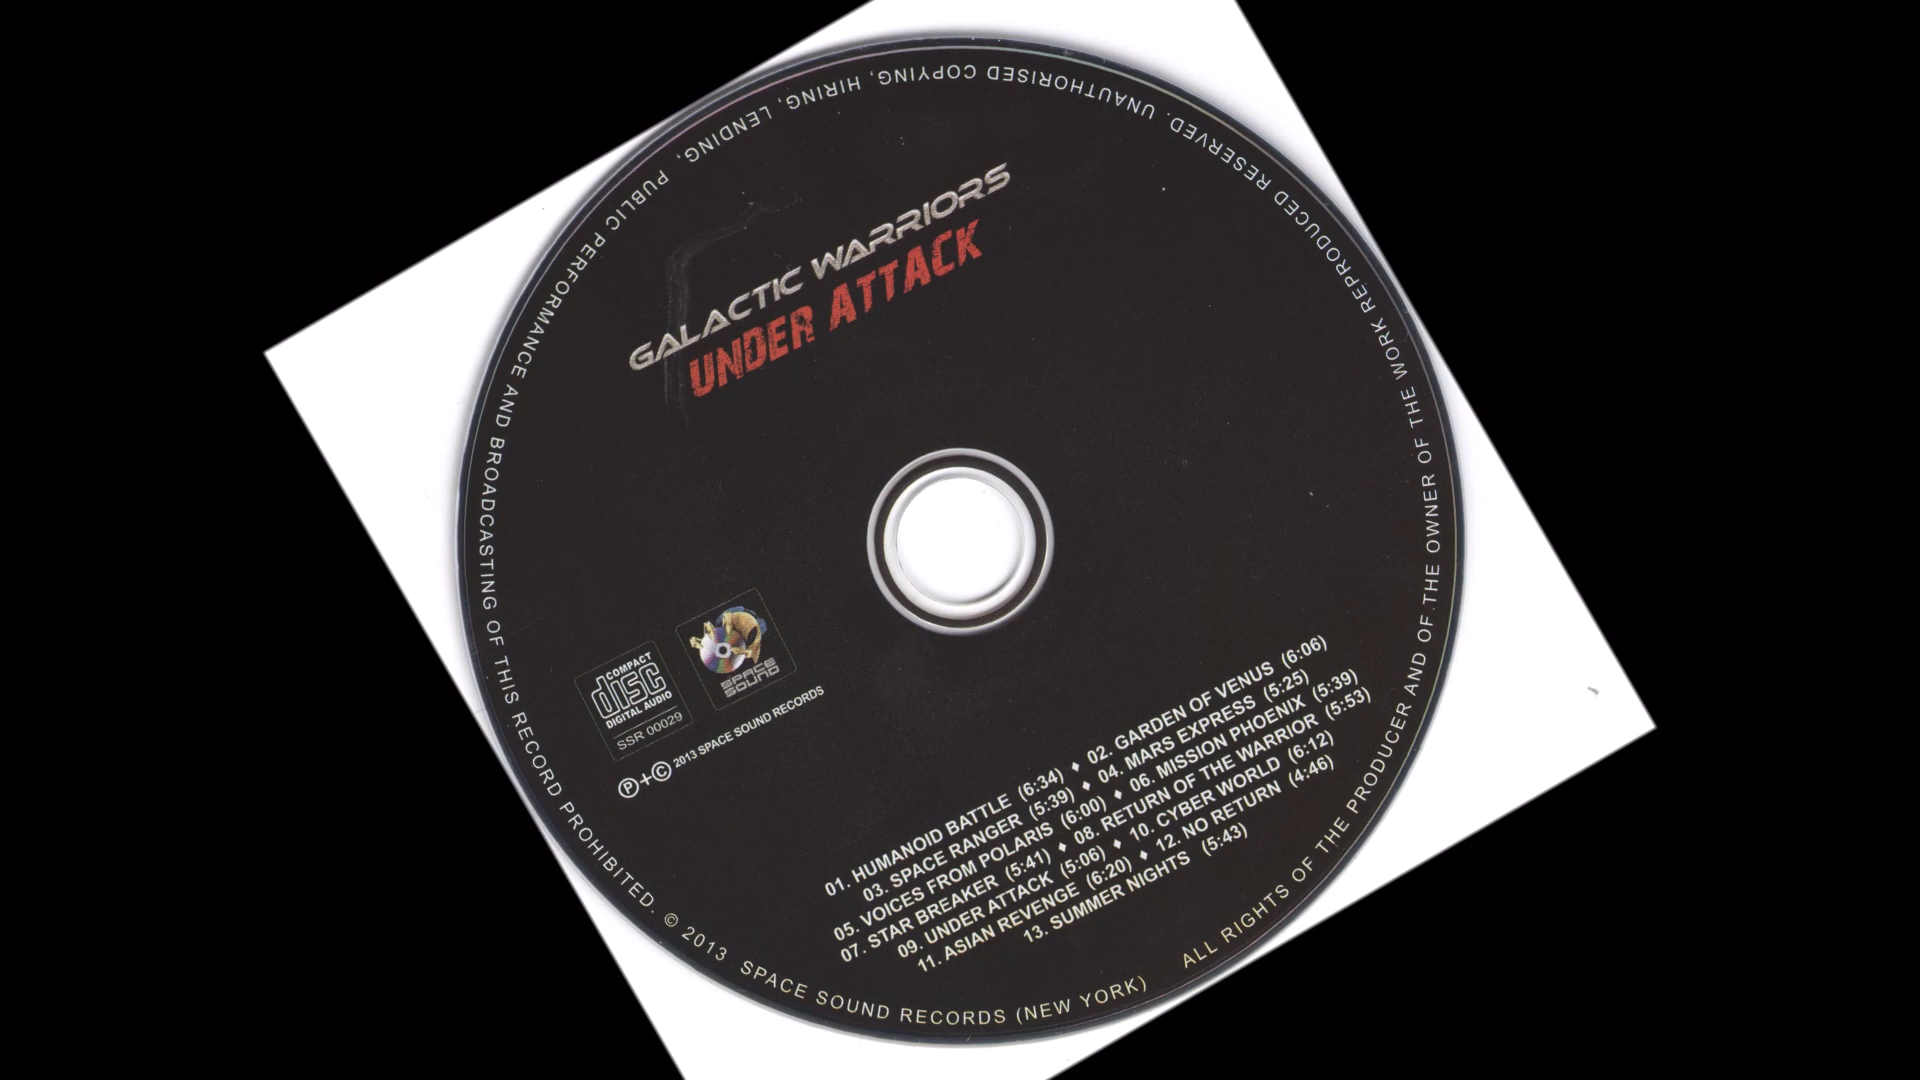 GALACTIC WARRIORS
UNDER ATTACK
COMPACT
disc
DIGITAL AUDIO
SSR 00029
SPACE
SOUND
Ⓟ+© 2013 SPACE SOUND RECORDS
01. HUMANOID BATTLE (6:34) ♦ 02. GARDEN OF VENUS (6:06)
03. SPACE RANGER (5:39) ♦ 04. MARS EXPRESS (5:25)
05. VOICES FROM POLARIS (6:00) ♦ 06. MISSION PHOENIX (5:39)
07. STAR BREAKER (5:41) ♦ 08. RETURN OF THE WARRIOR (5:53)
09. UNDER ATTACK (5:06) ♦ 10. CYBER WORLD (6:12)
11. ASIAN REVENGE (6:20) ♦ 12. NO RETURN (4:46)
13. SUMMER NIGHTS (5:43)
ALL RIGHTS OF THE PRODUCER AND OF THE OWNER OF THE WORK REPRODUCED RESERVED. UNAUTHORISED COPYING, HIRING, LENDING, PUBLIC PERFORMANCE AND BROADCASTING OF THIS RECORD PROHIBITED. © 2013 SPACE SOUND RECORDS (NEW YORK)